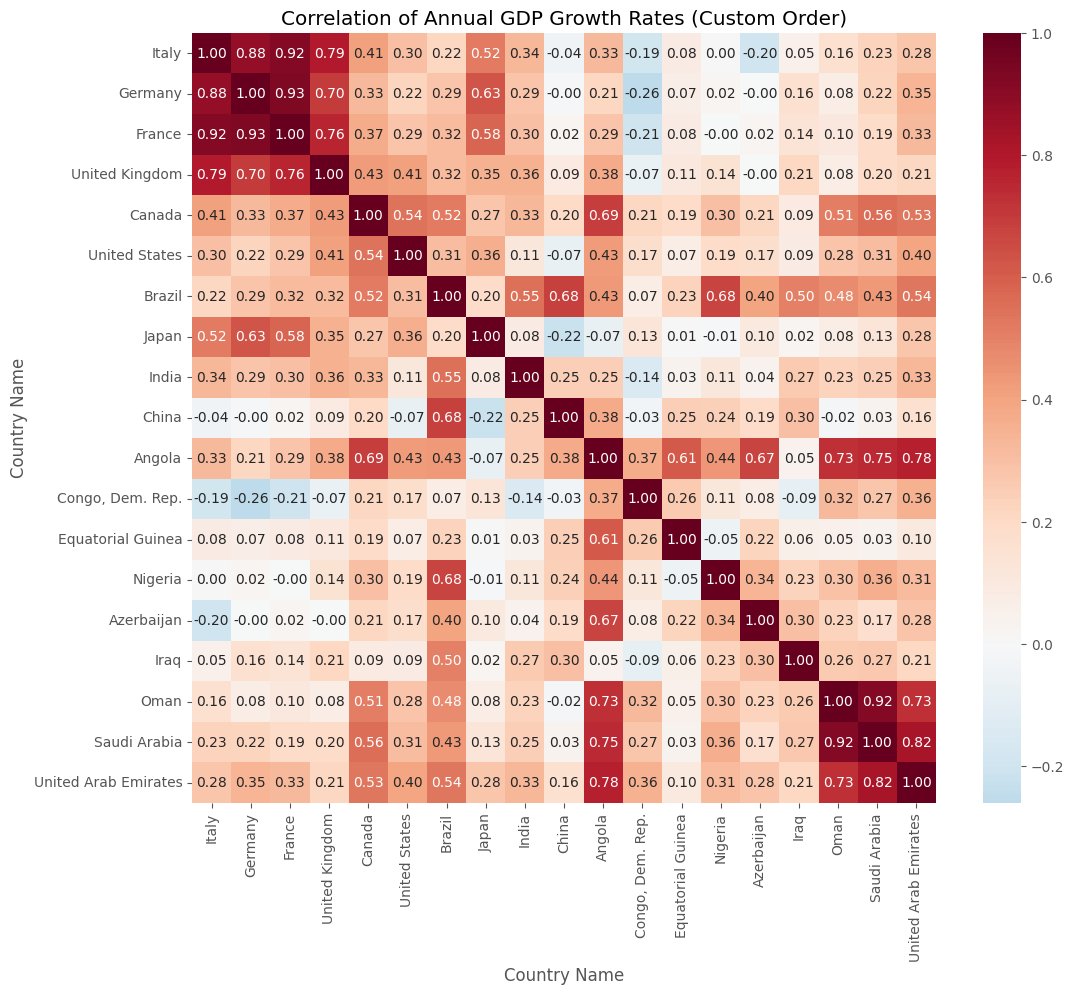 Correlation of Annual GDP Growth Rates (Custom Order)
Italy 1.00 0.88 0.92 0.79 0.41 0.30 0.22 0.52 0.34 -0.04 0.33 -0.19 0.08 0.00 -0.20 0.05 0.16 0.23 0.28
Germany 0.88 1.00 0.93 0.70 0.33 0.22 0.29 0.63 0.29 -0.00 0.21 -0.26 0.07 0.02 -0.00 0.16 0.08 0.22 0.35
France 0.92 0.93 1.00 0.76 0.37 0.29 0.32 0.58 0.30 0.02 0.29 -0.21 0.08 -0.00 0.02 0.14 0.10 0.19 0.33
United Kingdom 0.79 0.70 0.76 1.00 0.43 0.41 0.32 0.35 0.36 0.09 0.38 -0.07 0.11 0.14 -0.00 0.21 0.08 0.20 0.21
Canada 0.41 0.33 0.37 0.43 1.00 0.54 0.52 0.27 0.33 0.20 0.69 0.21 0.19 0.30 0.21 0.09 0.51 0.56 0.53
United States 0.30 0.22 0.29 0.41 0.54 1.00 0.31 0.36 0.11 -0.07 0.43 0.17 0.07 0.19 0.17 0.09 0.28 0.31 0.40
Brazil 0.22 0.29 0.32 0.32 0.52 0.31 1.00 0.20 0.55 0.68 0.43 0.07 0.23 0.68 0.40 0.50 0.48 0.43 0.54
Japan 0.52 0.63 0.58 0.35 0.27 0.36 0.20 1.00 0.08 -0.22 -0.07 0.13 0.01 -0.01 0.10 0.02 0.08 0.13 0.28
India 0.34 0.29 0.30 0.36 0.33 0.11 0.55 0.08 1.00 0.25 0.25 -0.14 0.03 0.11 0.04 0.27 0.23 0.25 0.33
China -0.04 -0.00 0.02 0.09 0.20 -0.07 0.68 -0.22 0.25 1.00 0.38 -0.03 0.25 0.24 0.19 0.30 -0.02 0.03 0.16
Angola 0.33 0.21 0.29 0.38 0.69 0.43 0.43 -0.07 0.25 0.38 1.00 0.37 0.61 0.44 0.67 0.05 0.73 0.75 0.78
Congo, Dem. Rep. -0.19 -0.26 -0.21 -0.07 0.21 0.17 0.07 0.13 -0.14 -0.03 0.37 1.00 0.26 0.11 0.08 -0.09 0.32 0.27 0.36
Equatorial Guinea 0.08 0.07 0.08 0.11 0.19 0.07 0.23 0.01 0.03 0.25 0.61 0.26 1.00 -0.05 0.22 0.06 0.05 0.03 0.10
Nigeria 0.00 0.02 -0.00 0.14 0.30 0.19 0.68 -0.01 0.11 0.24 0.44 0.11 -0.05 1.00 0.34 0.23 0.30 0.36 0.31
Azerbaijan -0.20 -0.00 0.02 -0.00 0.21 0.17 0.40 0.10 0.04 0.19 0.67 0.08 0.22 0.34 1.00 0.30 0.23 0.17 0.28
Iraq 0.05 0.16 0.14 0.21 0.09 0.09 0.50 0.02 0.27 0.30 0.05 -0.09 0.06 0.23 0.30 1.00 0.26 0.27 0.21
Oman 0.16 0.08 0.10 0.08 0.51 0.28 0.48 0.08 0.23 -0.02 0.73 0.32 0.05 0.30 0.23 0.26 1.00 0.92 0.73
Saudi Arabia 0.23 0.22 0.19 0.20 0.56 0.31 0.43 0.13 0.25 0.03 0.75 0.27 0.03 0.36 0.17 0.27 0.92 1.00 0.82
United Arab Emirates 0.28 0.35 0.33 0.21 0.53 0.40 0.54 0.28 0.33 0.16 0.78 0.36 0.10 0.31 0.28 0.21 0.73 0.82 1.00
Country Name
Italy
Germany
France
United Kingdom
Canada
United States
Brazil
Japan
India
China
Angola
Congo, Dem. Rep.
Equatorial Guinea
Nigeria
Azerbaijan
Iraq
Oman
Saudi Arabia
United Arab Emirates
Country Name
1.0
0.8
0.6
0.4
0.2
0.0
−0.2